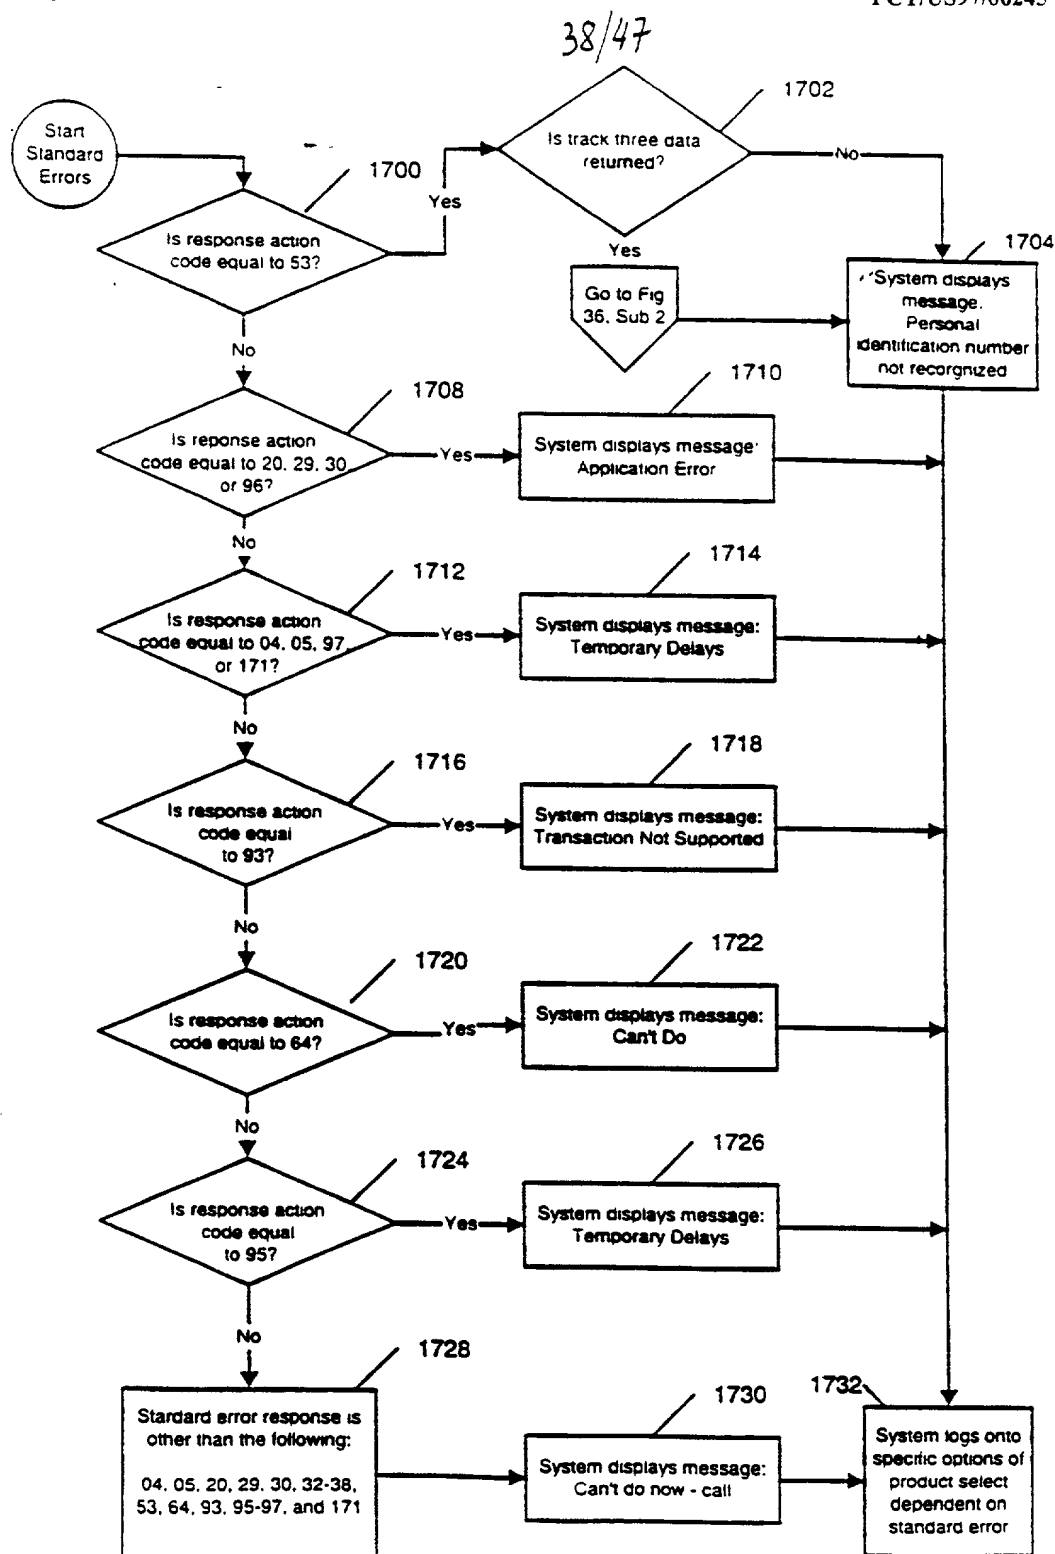 PCT/US97/00245
38/47
Start
Standard
Errors
1700
Is response action
code equal to 53?
Yes
No
1702
Is track three data
returned?
No
Yes
Go to Fig
36, Sub 2
1704
System displays
message.
Personal
identification number
not recorgnized
1708
Is reponse action
code equal to 20, 29, 30,
or 96?
Yes
No
1710
System displays message:
Application Error
1712
Is response action
code equal to 04, 05, 97,
or 171?
Yes
No
1714
System displays message:
Temporary Delays
1716
Is response action
code equal
to 93?
Yes
No
1718
System displays message:
Transaction Not Supported
1720
Is response action
code equal to 64?
Yes
No
1722
System displays message:
Can't Do
1724
Is response action
code equal
to 95?
Yes
No
1726
System displays message:
Temporary Delays
1728
Stardard error response is
other than the following:
04, 05, 20, 29, 30, 32-38,
53, 64, 93, 95-97, and 171
1730
System displays message:
Can't do now - call
1732
System logs onto
specific options of
product select
dependent on
standard error